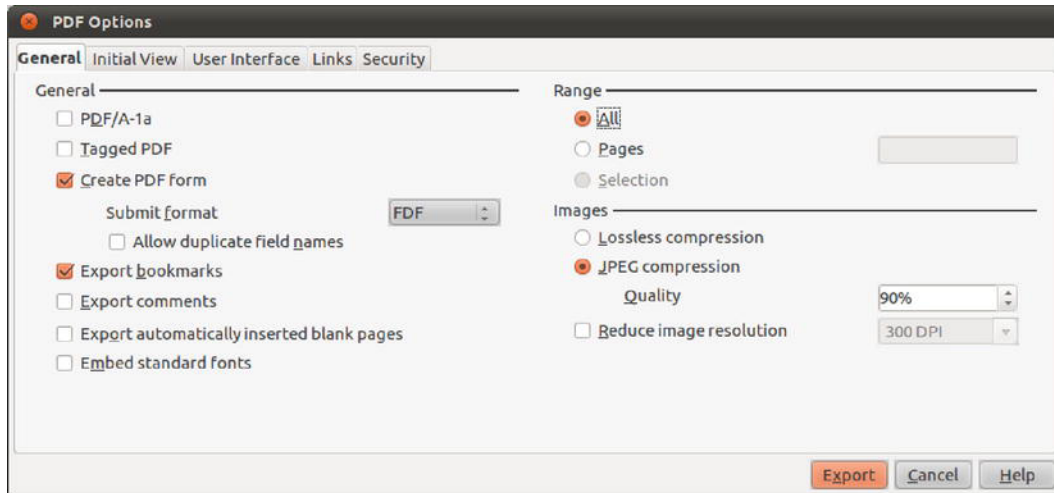 PDF Options
General Initial View User Interface Links Security
General
PDF/A-1a
Tagged PDF
Create PDF form
Submit format FDF
Allow duplicate field names
Export bookmarks
Export comments
Export automatically inserted blank pages
Embed standard fonts
Range
All
Pages
Selection
Images
Lossless compression
JPEG compression
Quality 90%
Reduce image resolution 300 DPI
Export Cancel Help